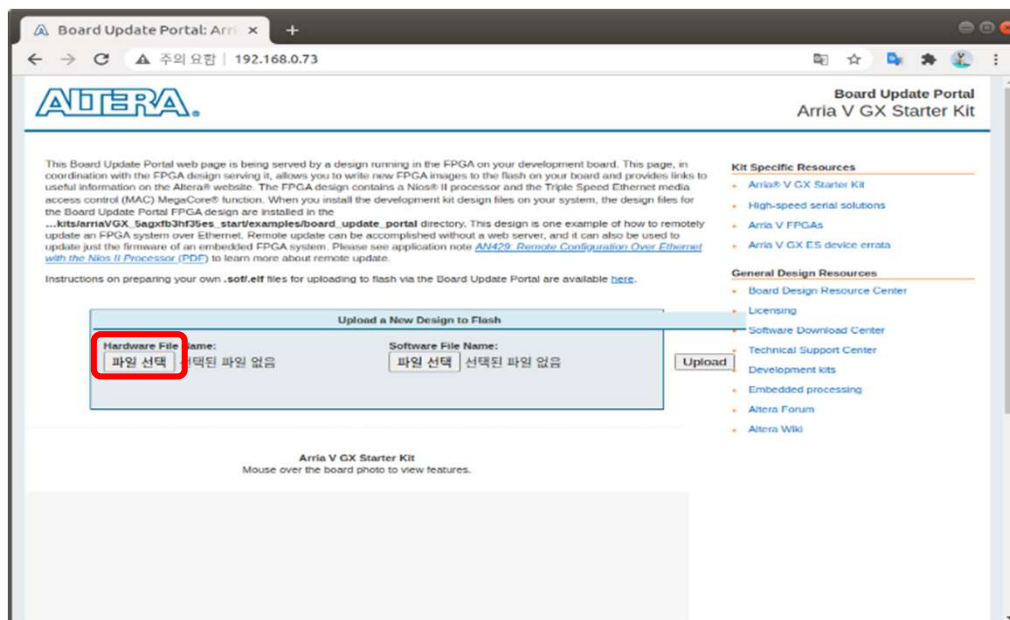 Board Update Portal: Arri
주의 요함 | 192.168.0.73
ALTERA.
Board Update Portal
Arria V GX Starter Kit
This Board Update Portal web page is being served by a design running in the FPGA on your development board. This page, in
coordination with the FPGA design serving it, allows you to write new FPGA images to the flash on your board and provides links to
useful information on the Altera® website. The FPGA design contains a Nios® II processor and the Triple Speed Ethernet media
access control (MAC) MegaCore® function. When you install the development kit design files on your system, the design files for
the Board Update Portal FPGA design are installed in the
...kits/arriaVGX_5agxfb3hf35es_start/examples/board_update_portal directory. This design is one example of how to remotely
update an FPGA system over Ethernet. Remote update can be accomplished without a web server, and it can also be used to
update just the firmware of an embedded FPGA system. Please see application note AN429: Remote Configuration Over Ethernet
with the Nios II Processor (PDF) to learn more about remote update.
Instructions on preparing your own .sof/.elf files for uploading to flash via the Board Update Portal are available here.
Upload a New Design to Flash
Hardware File Name:
파일 선택 선택된 파일 없음
Software File Name:
파일 선택 선택된 파일 없음
Upload
Arria V GX Starter Kit
Mouse over the board photo to view features.
Kit Specific Resources
Arria® V GX Starter Kit
High-speed serial solutions
Arria V FPGAs
Arria V GX ES device errata
General Design Resources
Board Design Resource Center
Licensing
Software Download Center
Technical Support Center
Development kits
Embedded processing
Altera Forum
Altera Wiki